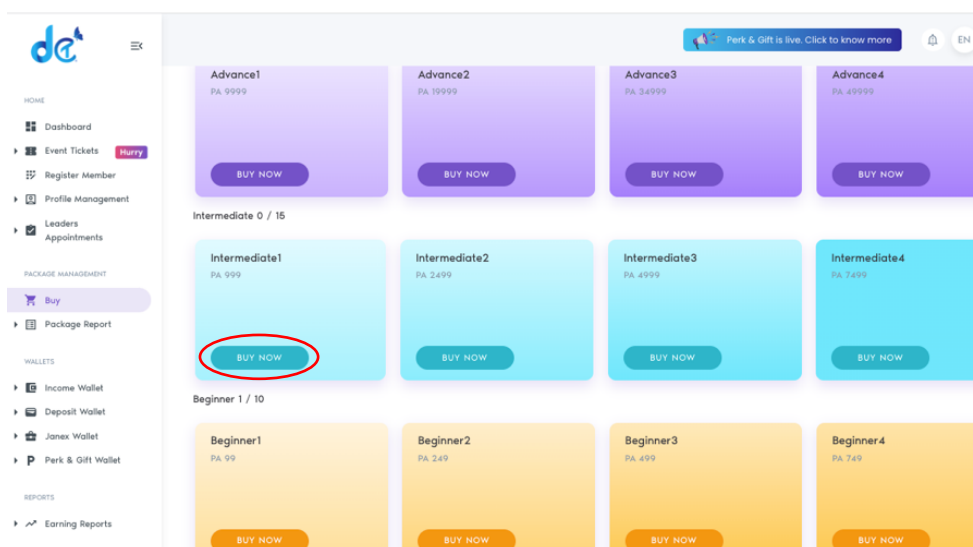 de
Perk & Gift is live. Click to know more
EN
HOME
Dashboard
Event Tickets Hurry
Register Member
Profile Management
Leaders
Appointments
PACKAGE MANAGEMENT
Buy
Package Report
WALLETS
Income Wallet
Deposit Wallet
Janex Wallet
P Perk & Gift Wallet
REPORTS
Earning Reports
Advance1 Advance2 Advance3 Advance4
PA 9999 PA 19999 PA 34999 PA 49999
BUY NOW BUY NOW BUY NOW BUY NOW
Intermediate 0 / 15
Intermediate1 Intermediate2 Intermediate3 Intermediate4
PA 999 PA 2499 PA 4999 PA 7499
BUY NOW BUY NOW BUY NOW BUY NOW
Beginner 1 / 10
Beginner1 Beginner2 Beginner3 Beginner4
PA 99 PA 249 PA 499 PA 749
BUY NOW BUY NOW BUY NOW BUY NOW